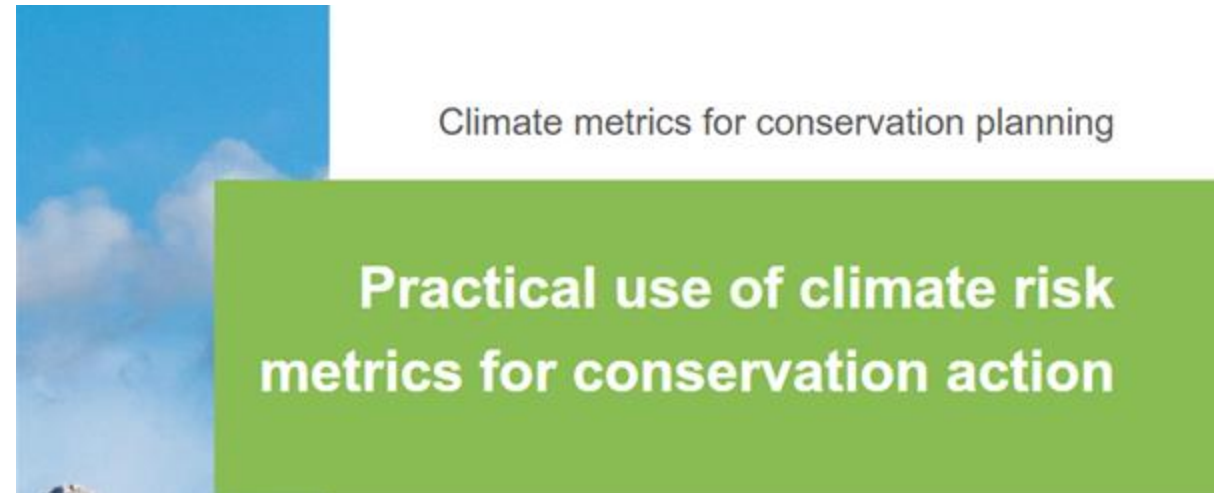 Climate metrics for conservation planning
Practical use of climate risk
metrics for conservation action